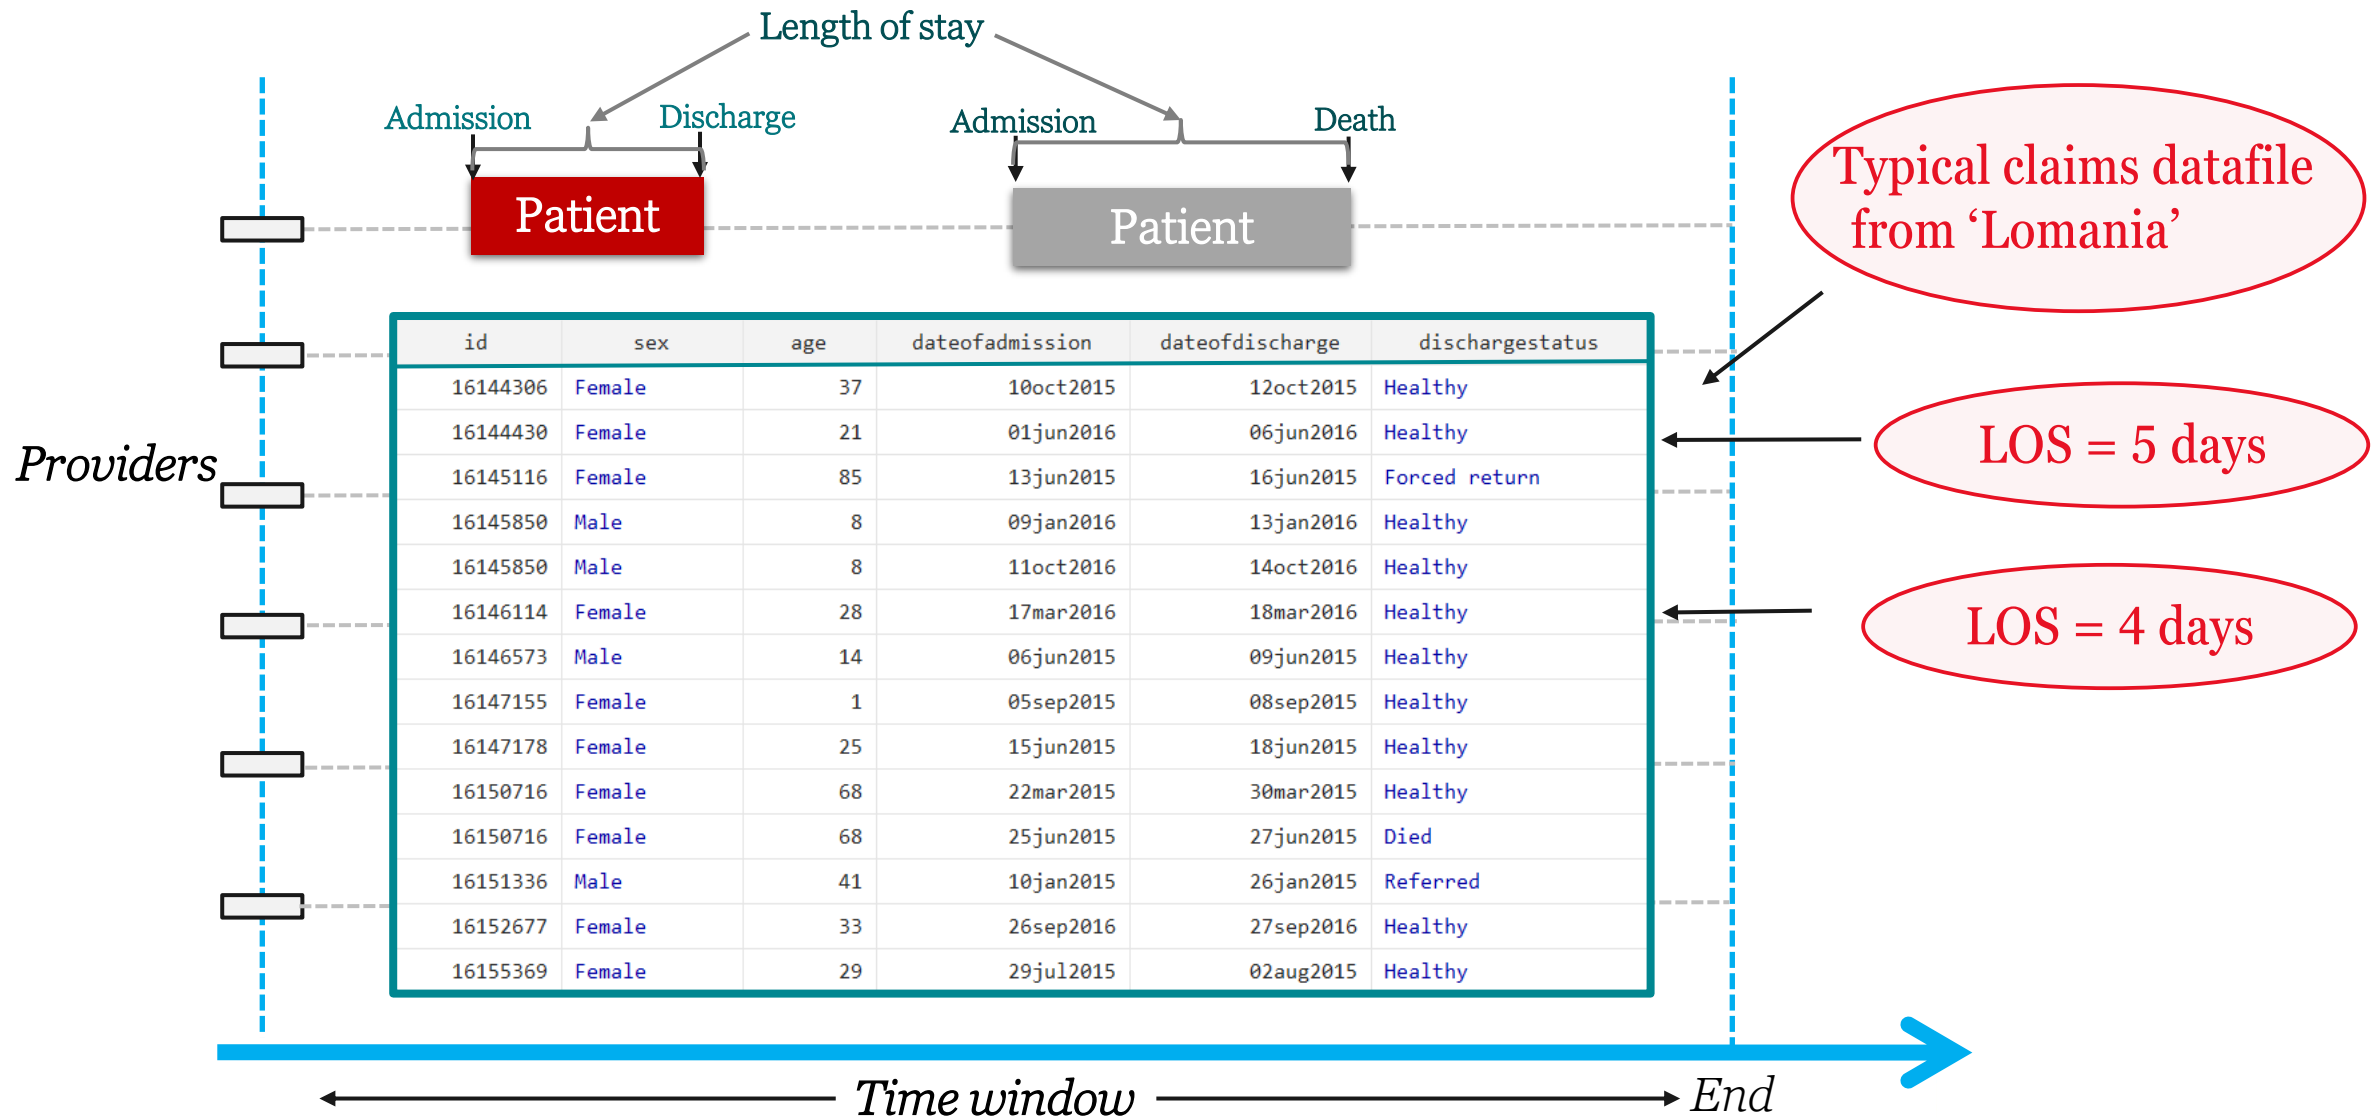 Length of stay
Admission
Discharge
Admission
Death
Patient
Patient
Typical claims datafile
from ‘Lomania’
id sex age dateofadmission dateofdischarge dischargestatus
16144306 Female 37 10oct2015 12oct2015 Healthy
16144430 Female 21 01jun2016 06jun2016 Healthy
16145116 Female 85 13jun2015 16jun2015 Forced return
16145850 Male 8 09jan2016 13jan2016 Healthy
16145850 Male 8 11oct2016 14oct2016 Healthy
16146114 Female 28 17mar2016 18mar2016 Healthy
16146573 Male 14 06jun2015 09jun2015 Healthy
16147155 Female 1 05sep2015 08sep2015 Healthy
16147178 Female 25 15jun2015 18jun2015 Healthy
16150716 Female 68 22mar2015 30mar2015 Healthy
16150716 Female 68 25jun2015 27jun2015 Died
16151336 Male 41 10jan2015 26jan2015 Referred
16152677 Female 33 26sep2016 27sep2016 Healthy
16155369 Female 29 29jul2015 02aug2015 Healthy
Providers
LOS = 5 days
LOS = 4 days
Time window
End